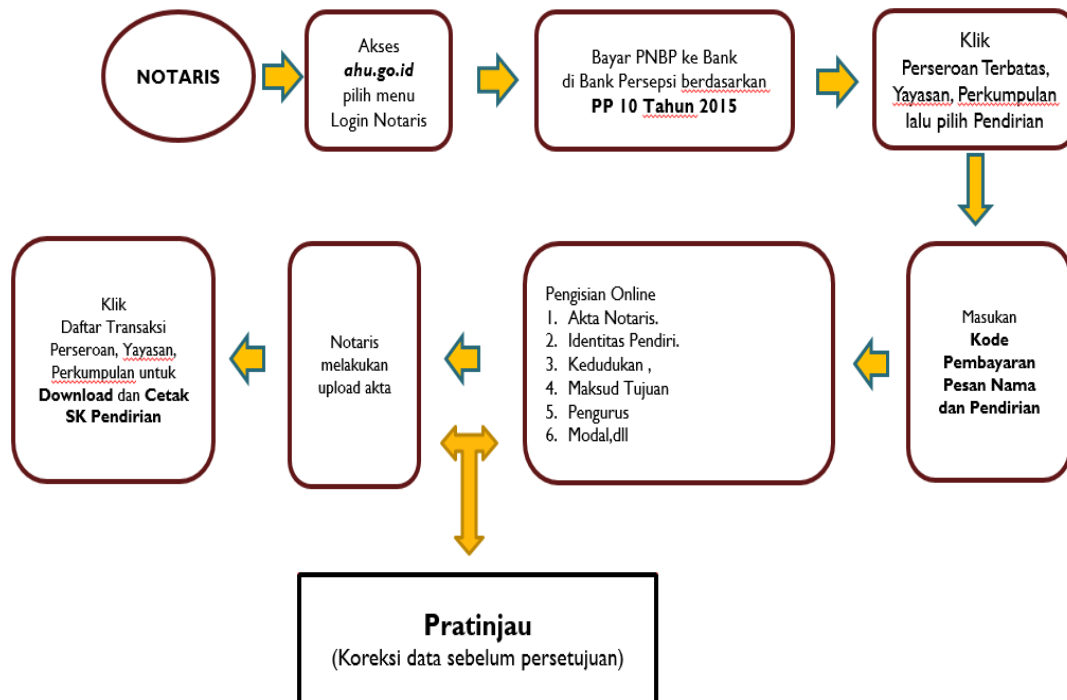 NOTARIS
Akses
ahu.go.id
pilih menu
Login Notaris
Bayar PNBP ke Bank
di Bank Persepsi berdasarkan
PP 10 Tahun 2015
Klik
Perseroan Terbatas,
Yayasan, Perkumpulan
lalu pilih Pendirian
Masukan
Kode
Pembayaran
Pesan Nama
dan Pendirian
Pengisian Online
1. Akta Notaris.
2. Identitas Pendiri.
3. Kedudukan ,
4. Maksud Tujuan
5. Pengurus
6. Modal,dll
Notaris
melakukan
upload akta
Klik
Daftar Transaksi
Perseroan, Yayasan,
Perkumpulan untuk
Download dan Cetak
SK Pendirian
Pratinjau
(Koreksi data sebelum persetujuan)